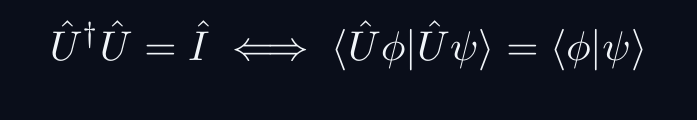 Û†Û = Î ⟺ ⟨Ûϕ|Ûψ⟩ = ⟨ϕ|ψ⟩